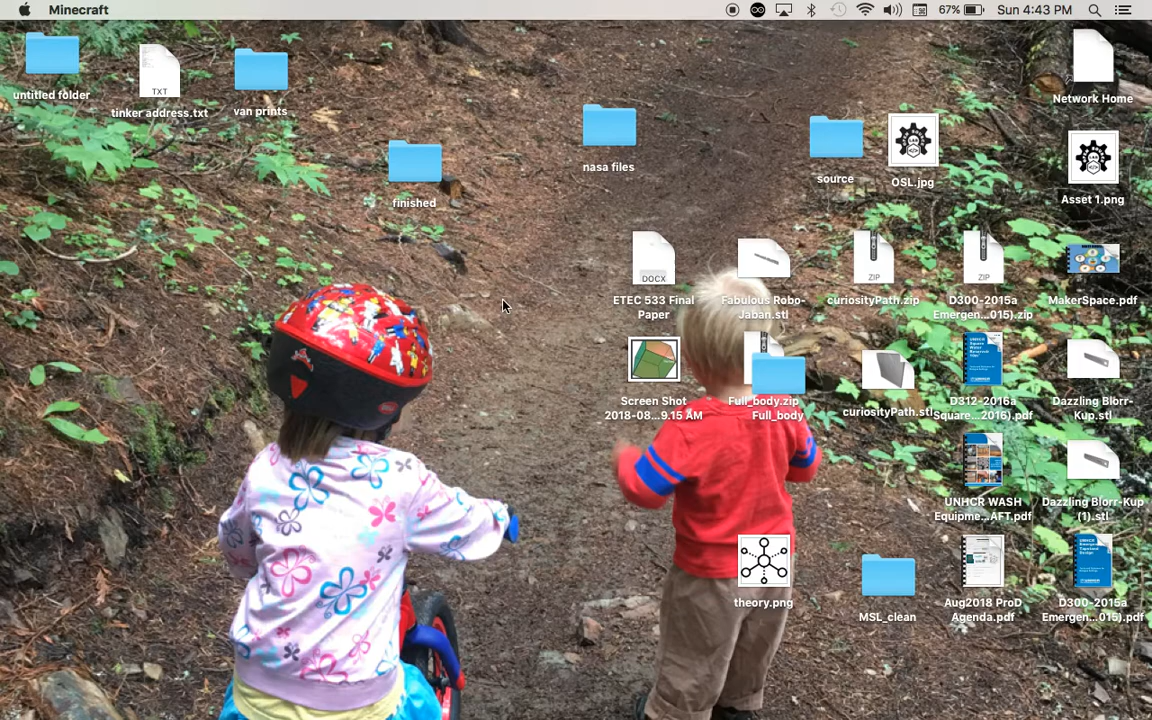 Minecraft
67%
Sun 4:43 PM
untitled folder
TXT
tinker address.txt
van prints
finished
nasa files
source
OSL.jpg
Network Home
Asset 1.png
DOCX
ETEC 533 Final
Paper
Fabulous Robo-
Jaban.stl
ZIP
curiosityPath.zip
ZIP
D300-2015a
Emergen...015).zip
MakerSpace.pdf
Screen Shot
2018-08...9.15 AM
Full_body.zip
Full_body
curiosityPath.stl
D312-2016a
Square...2016).pdf
Dazzling Blorr-
Kup.stl
UNHCR WASH
Equipme...AFT.pdf
Dazzling Blorr-Kup
(1).stl
theory.png
MSL_clean
Aug2018 ProD
Agenda.pdf
D300-2015a
Emergen...015).pdf